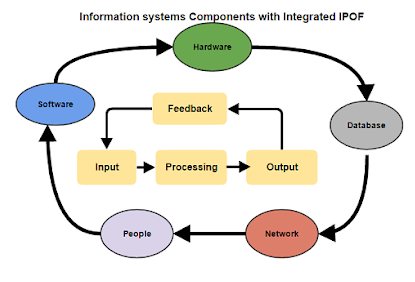 Information systems Components with Integrated IPOF
Hardware
Software
Feedback
Database
Input
Processing
Output
People
Network